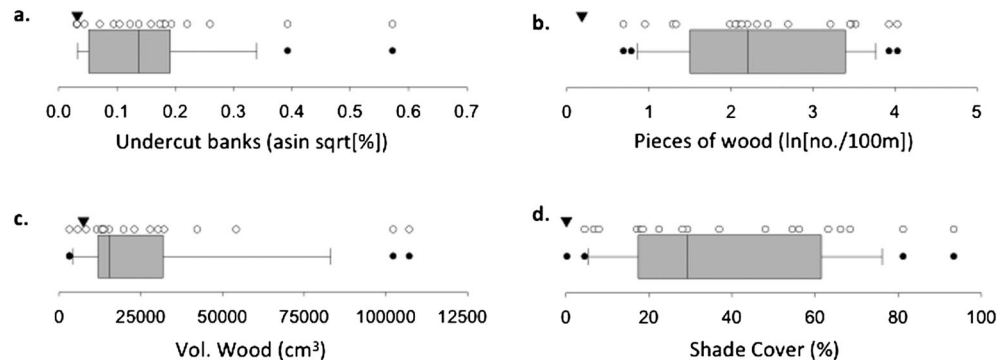 a.
0.0 0.1 0.2 0.3 0.4 0.5 0.6 0.7
Undercut banks (asin sqrt[%])
b.
0 1 2 3 4 5
Pieces of wood (ln[no./100m])
c.
0 25000 50000 75000 100000 12500
Vol. Wood (cm³)
d.
0 20 40 60 80 100
Shade Cover (%)